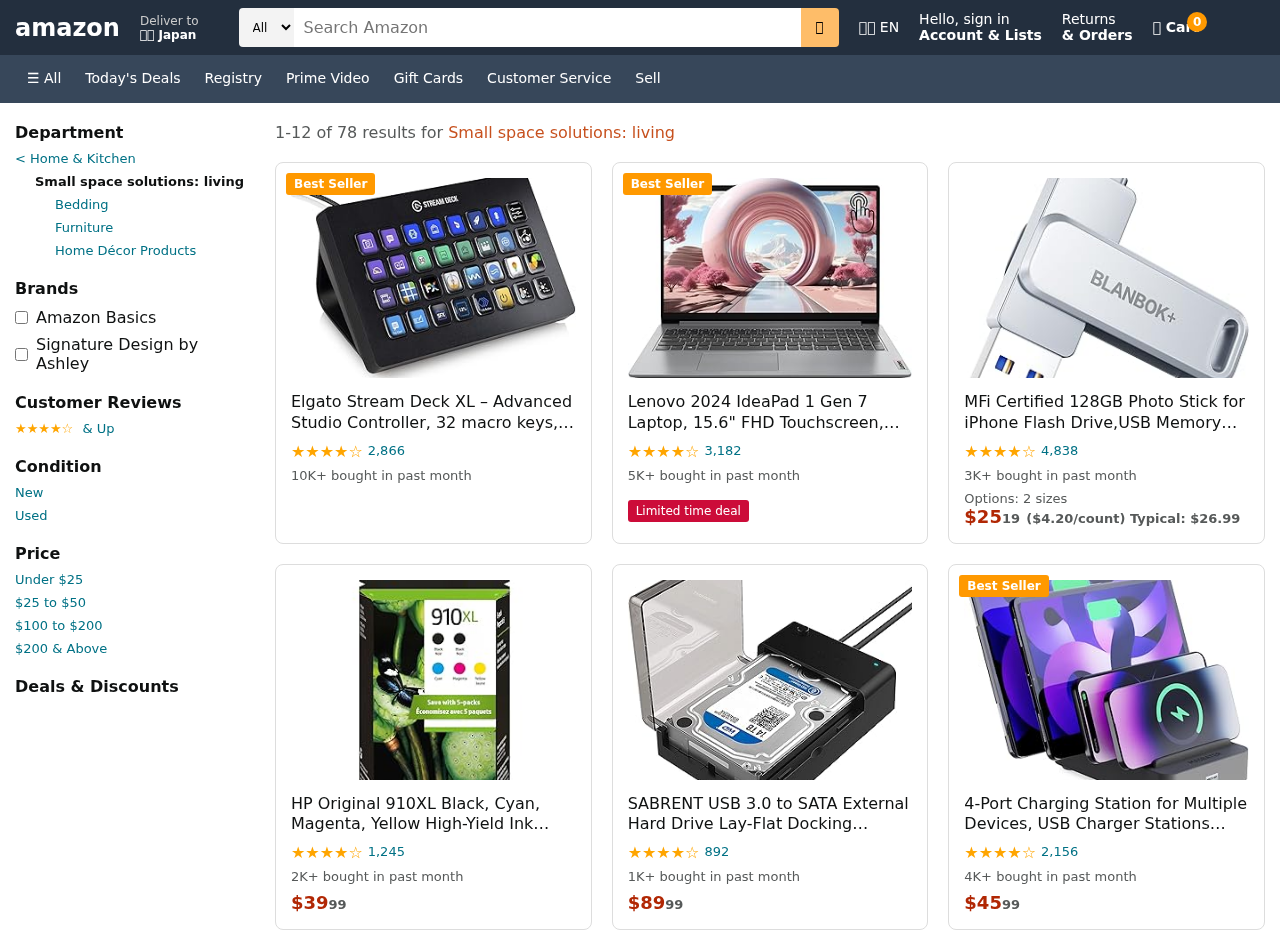 amazon
Deliver to
Japan
All
Search Amazon
EN
Hello, sign in
Account & Lists
Returns
& Orders
0
☰ All
Today's Deals
Registry
Prime Video
Gift Cards
Customer Service
Sell
Department
< Home & Kitchen
Small space solutions: living
Bedding
Furniture
Home Décor Products
Brands
Amazon Basics
Signature Design by
Ashley
Customer Reviews
★★★★☆ & Up
Condition
New
Used
Price
Under $25
$25 to $50
$100 to $200
$200 & Above
Deals & Discounts
1-12 of 78 results for Small space solutions: living
Best Seller
STREAM DECK
Elgato Stream Deck XL – Advanced
Studio Controller, 32 macro keys,…
★★★★☆ 2,866
10K+ bought in past month
Best Seller
Lenovo 2024 IdeaPad 1 Gen 7
Laptop, 15.6" FHD Touchscreen,…
★★★★☆ 3,182
5K+ bought in past month
Limited time deal
BLANBOK+
MFi Certified 128GB Photo Stick for
iPhone Flash Drive,USB Memory…
★★★★☆ 4,838
3K+ bought in past month
Options: 2 sizes
$2519 ($4.20/count) Typical: $26.99
910XL
Save with 5-packs
Économisez avec 5 paquets
HP Original 910XL Black, Cyan,
Magenta, Yellow High-Yield Ink…
★★★★☆ 1,245
2K+ bought in past month
$3999
14TB
SABRENT USB 3.0 to SATA External
Hard Drive Lay-Flat Docking…
★★★★☆ 892
1K+ bought in past month
$8999
Best Seller
4-Port Charging Station for Multiple
Devices, USB Charger Stations…
★★★★☆ 2,156
4K+ bought in past month
$4599